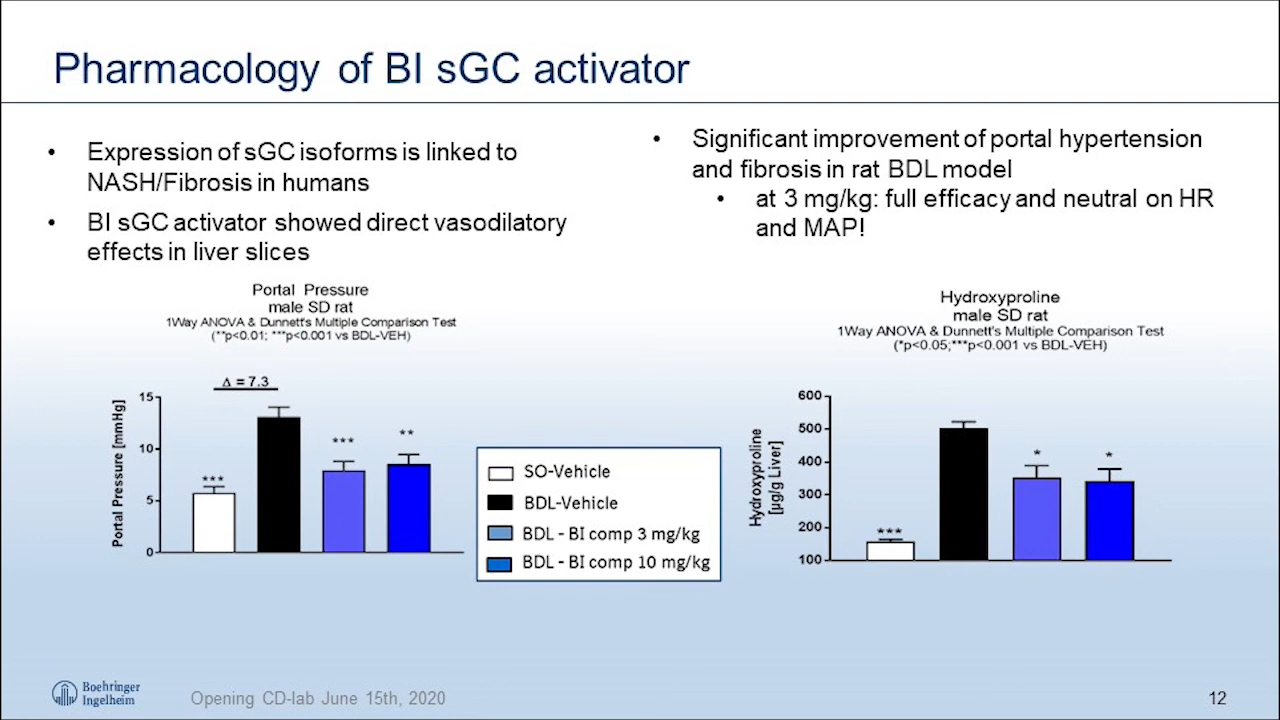 Pharmacology of BI sGC activator
• Expression of sGC isoforms is linked to
NASH/Fibrosis in humans
• BI sGC activator showed direct vasodilatory
effects in liver slices
• Significant improvement of portal hypertension
and fibrosis in rat BDL model
• at 3 mg/kg: full efficacy and neutral on HR
and MAP!
Portal Pressure
male SD rat
1Way ANOVA & Dunnett's Multiple Comparison Test
(**p<0.01; ***p<0.001 vs BDL-VEH)
Δ = 7.3
15
10
5
0
Portal Pressure [mmHg]
***
***
**
SO-Vehicle
BDL-Vehicle
BDL - BI comp 3 mg/kg
BDL - BI comp 10 mg/kg
Hydroxyproline
male SD rat
1Way ANOVA & Dunnett's Multiple Comparison Test
(*p<0.05;***p<0.001 vs BDL-VEH)
600
500
400
300
200
100
Hydroxyproline
[µg/g Liver]
***
*
*
Boehringer
Ingelheim
Opening CD-lab June 15th, 2020
12